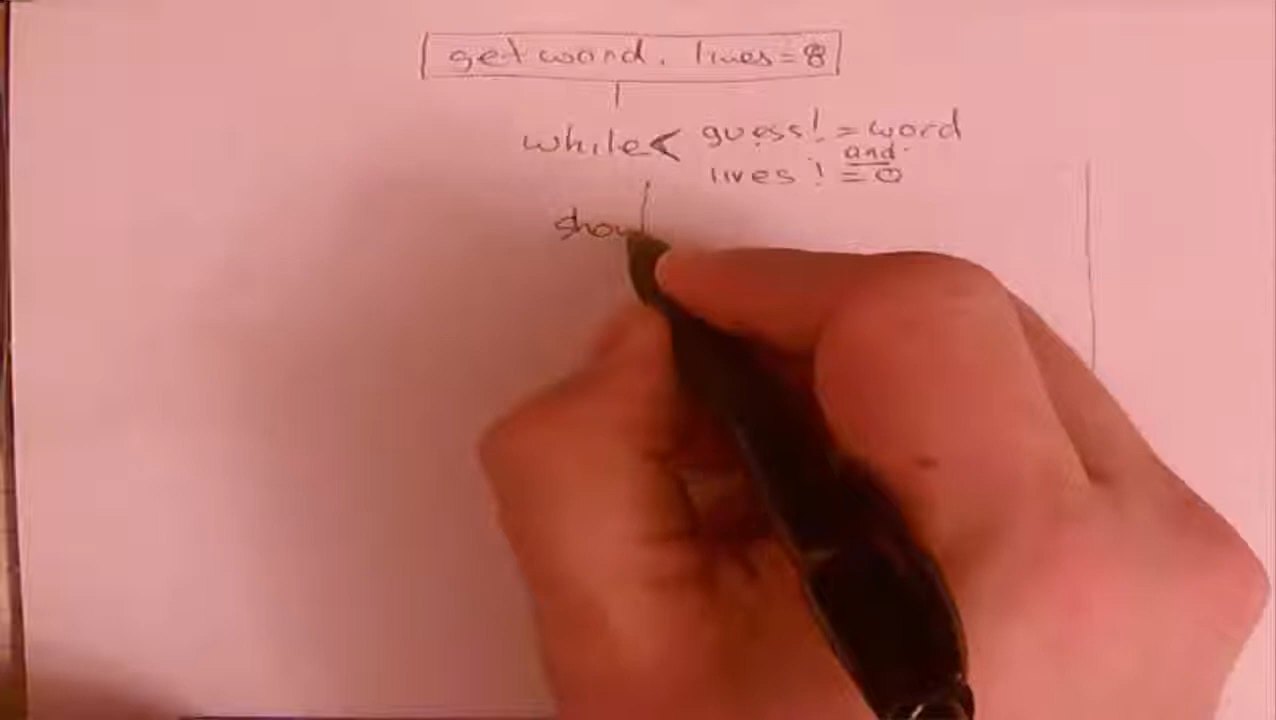 get word. lives=8
while< guess! = word
and
lives! = 0
show